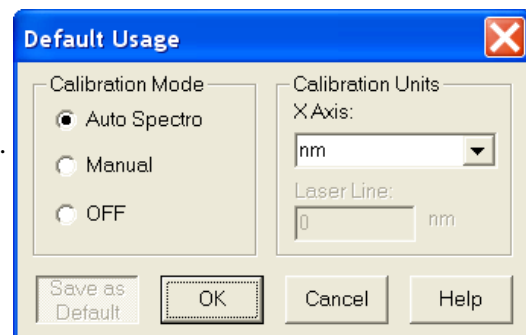 Default Usage
Calibration Mode
Auto Spectro
Manual
OFF
Calibration Units
X Axis:
nm
Laser Line:
0 nm
Save as
Default
OK
Cancel
Help
.